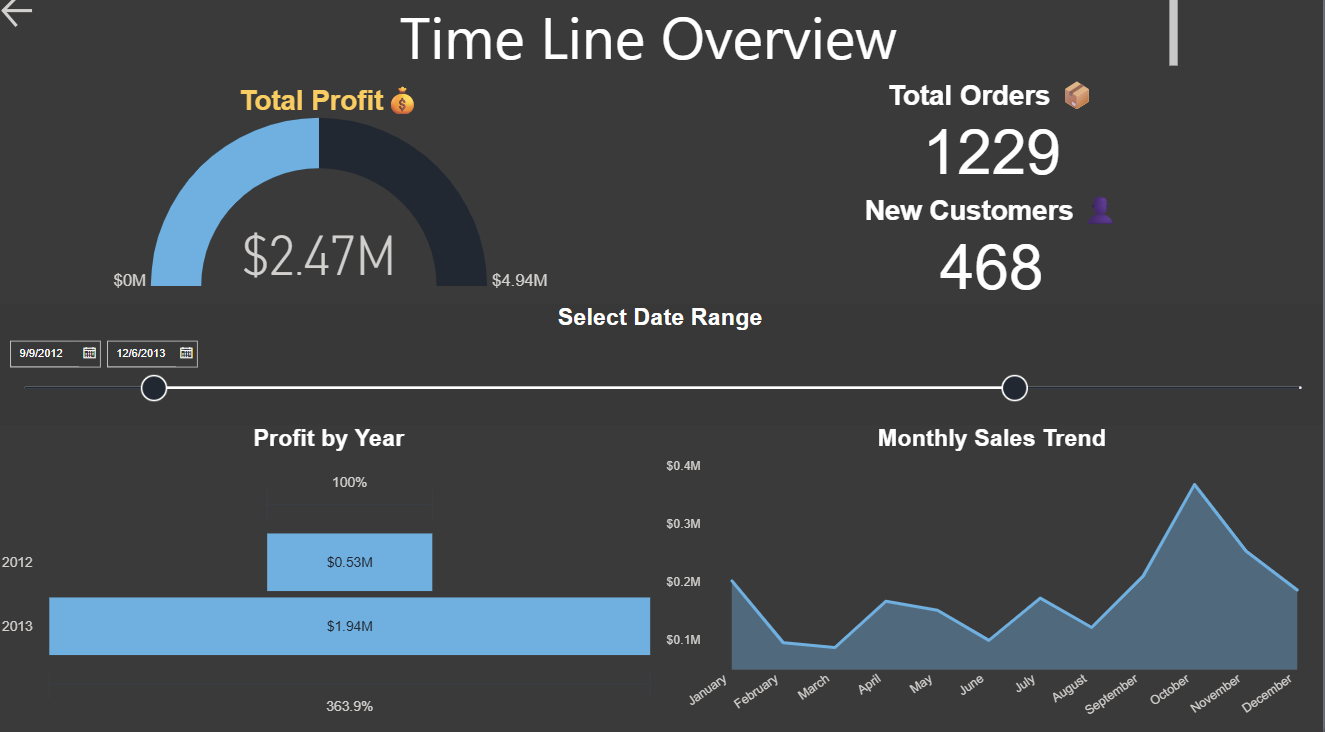 Time Line Overview
Total Profit 💰
$2.47M
$0M
$4.94M
Total Orders 📦
1229
New Customers 👤
468
Select Date Range
9/9/2012
12/6/2013
Profit by Year
100%
2012
$0.53M
2013
$1.94M
363.9%
Monthly Sales Trend
$0.4M
$0.3M
$0.2M
$0.1M
January
February
March
April
May
June
July
August
September
October
November
December